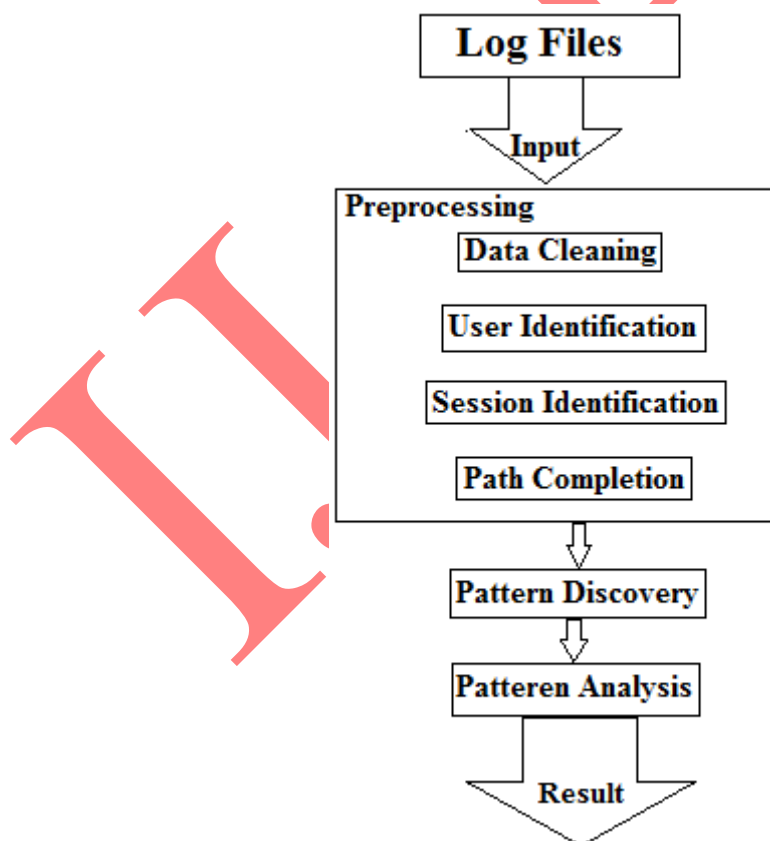 Log Files
Input
Preprocessing
Data Cleaning
User Identification
Session Identification
Path Completion
Pattern Discovery
Patteren Analysis
Result